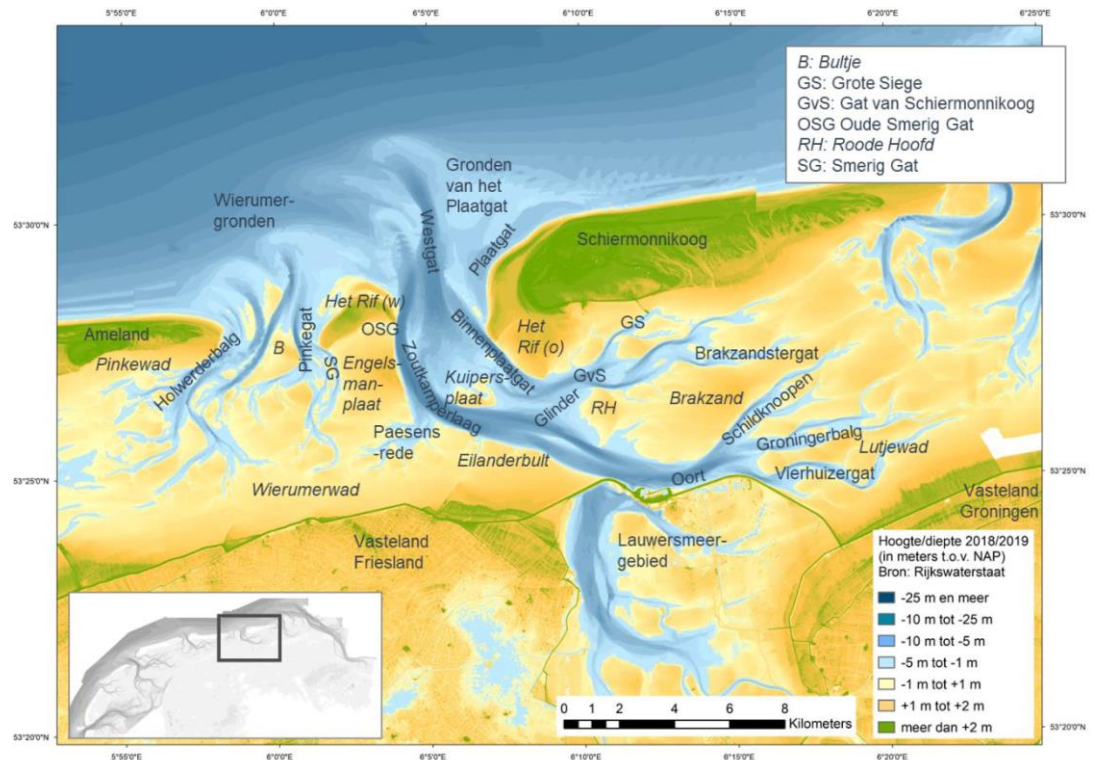 5°55'0"E
6°0'0"E
6°5'0"E
6°10'0"E
6°15'0"E
6°20'0"E
6°25'0"E
B: Bultje
GS: Grote Siege
GvS: Gat van Schiermonnikoog
OSG Oude Smerig Gat
RH: Roode Hoofd
SG: Smerig Gat
Gronden
van het
Plaatgat
Wierumer-
gronden
53°30'0"N
53°30'0"N
Westgat
Plaatgat
Schiermonnikoog
Het Rif (w)
OSG
Ameland
Pinkewad
Holwerderbalg
B
Pinkegat
SG
Engels-
man-
plaat
Zoutkamperlaag
Binnenplaatgat
Het
Rif (o)
GS
Brakzandstergat
Kuipers-
plaat
GvS
Glinder
RH
Brakzand
Schildknoopen
Paesens
-rede
Eilanderbult
Groningerbalg
Lutjewad
Oort
Vierhuizergat
53°25'0"N
53°25'0"N
Wierumerwad
Vasteland
Groningen
Vasteland
Friesland
Lauwersmeer-
gebied
Hoogte/diepte 2018/2019
(in meters t.o.v. NAP)
Bron: Rijkswaterstaat
-25 m en meer
-10 m tot -25 m
-10 m tot -5 m
-5 m tot -1 m
-1 m tot +1 m
+1 m tot +2 m
meer dan +2 m
0 1 2 4 6 8
Kilometers
53°20'0"N
53°20'0"N
5°55'0"E
6°0'0"E
6°5'0"E
6°10'0"E
6°15'0"E
6°20'0"E